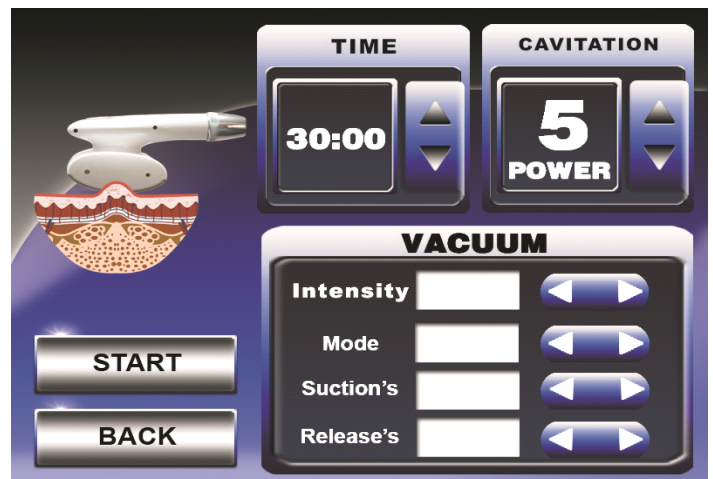 TIME
30:00
CAVITATION
5
POWER
VACUUM
Intensity
Mode
Suction's
Release's
START
BACK